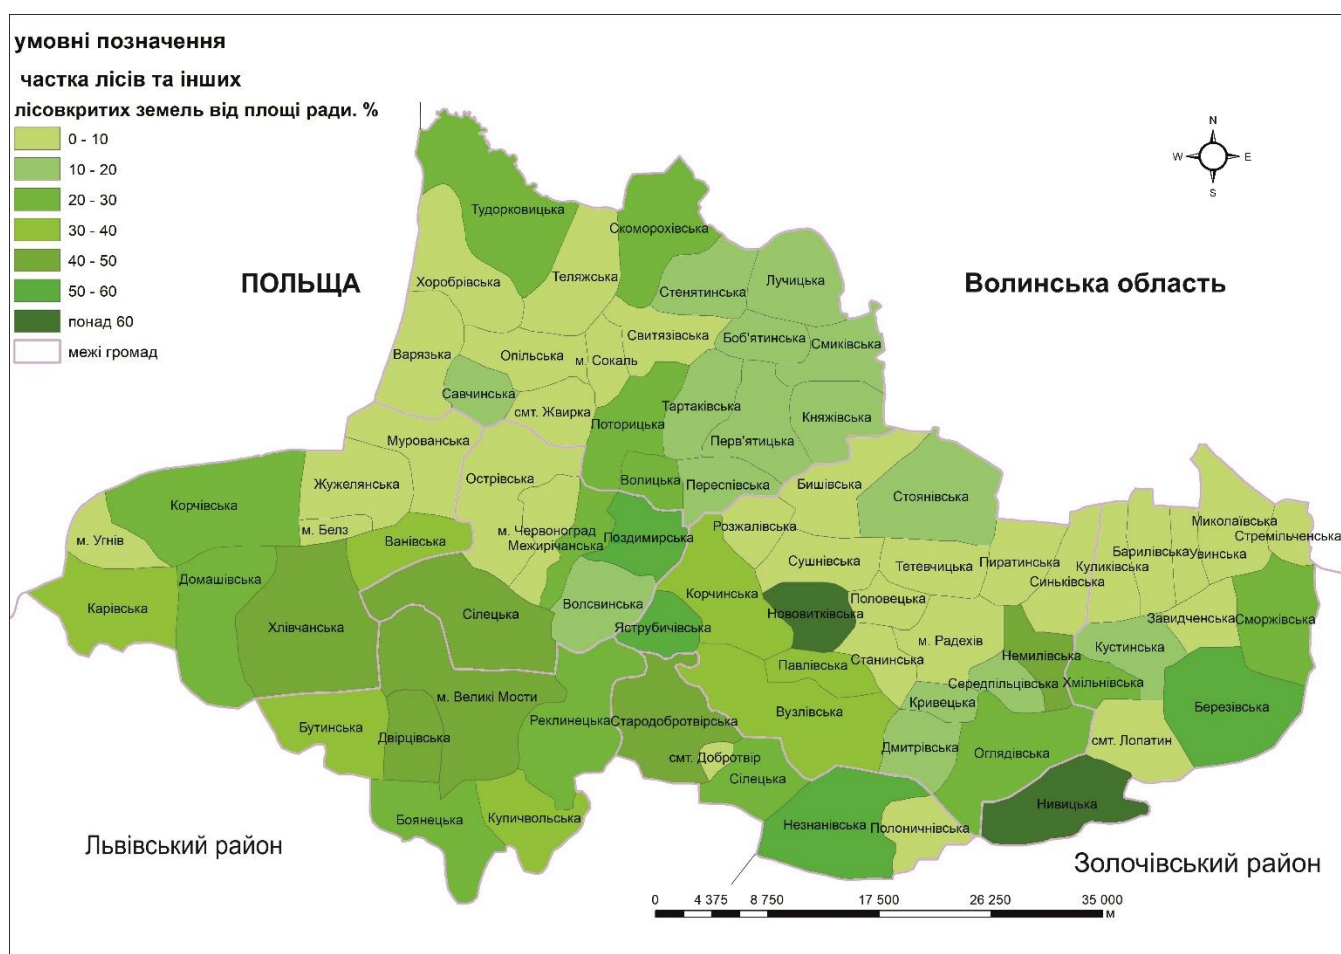 умовні позначення
частка лісів та інших
лісовкритих земель від площі ради. %
0 - 10
10 - 20
20 - 30
30 - 40
40 - 50
50 - 60
понад 60
межі громад
N
W
E
S
ПОЛЬЩА
Волинська область
Львівський район
Золочівський район
Тудорковицька
Скоморохівська
Хоробрівська
Теляжська
Стенятинська
Лучицька
Варязька
Опільська
м. Сокаль
Свитязівська
Боб'ятинська
Смиківська
Савчинська
смт. Жвирка
Поторицька
Тартаківська
Перв'ятицька
Княжівська
Мурованська
Острівська
Волицька
Переспівська
Бишівська
Стоянівська
Корчівська
Жужелянська
м. Угнів
м. Белз
Ванівська
м. Червоноград
Межирічанська
Поздимирська
Розжалівська
Сушнівська
Тетевчицька
Пиратинська
Синьківська
Куликівська
Барилівська
Миколаївська
Увинська
Стремільченська
Карівська
Домашівська
Хлівчанська
Сілецька
Волсвинська
Яструбичівська
Корчинська
Нововитківська
Половецька
м. Радехів
Завидченська
Сморжівська
Павлівська
Станинська
Немилівська
Кустинська
Середпільцівська
Хмільнівська
Кривецька
Березівська
Бутинська
Двірцівська
м. Великі Мости
Реклинецька
Стародобротвірська
Вузлівська
Дмитрівська
Оглядівська
смт. Лопатин
смт. Добротвір
Сілецька
Боянецька
Купичвольська
Незнанівська
Полоничнівська
Нивицька
0
4 375
8 750
17 500
26 250
35 000
м